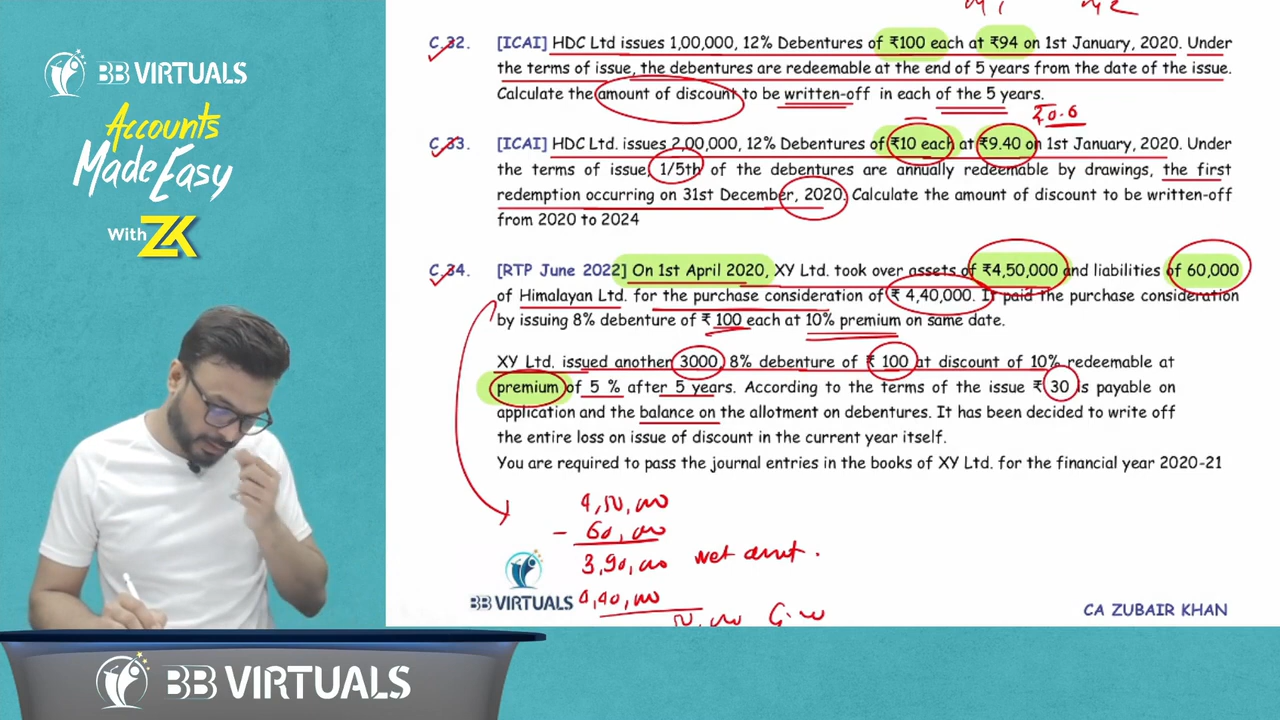 BB VIRTUALS
Accounts
Made Easy
With ZK
C.32. [ICAI] HDC Ltd issues 1,00,000, 12% Debentures of ₹100 each at ₹94 on 1st January, 2020. Under
the terms of issue, the debentures are redeemable at the end of 5 years from the date of the issue.
Calculate the amount of discount to be written-off in each of the 5 years.
₹0.6
C.33. [ICAI] HDC Ltd. issues 2,00,000, 12% Debentures of ₹10 each at ₹9.40 on 1st January, 2020. Under
the terms of issue, 1/5th of the debentures are annually redeemable by drawings, the first
redemption occurring on 31st December, 2020. Calculate the amount of discount to be written-off
from 2020 to 2024
C.34. [RTP June 2022] On 1st April 2020, XY Ltd. took over assets of ₹4,50,000 and liabilities of 60,000
of Himalayan Ltd. for the purchase consideration of ₹ 4,40,000. It paid the purchase consideration
by issuing 8% debenture of ₹ 100 each at 10% premium on same date.
XY Ltd. issued another 3000, 8% debenture of ₹ 100 at discount of 10% redeemable at
premium of 5 % after 5 years. According to the terms of the issue ₹ 30 is payable on
application and the balance on the allotment on debentures. It has been decided to write off
the entire loss on issue of discount in the current year itself.
You are required to pass the journal entries in the books of XY Ltd. for the financial year 2020-21
4,50,000
- 60,000
3,90,000 net asset.
4,40,000
50,000 G.W
BB VIRTUALS
CA ZUBAIR KHAN
BB VIRTUALS